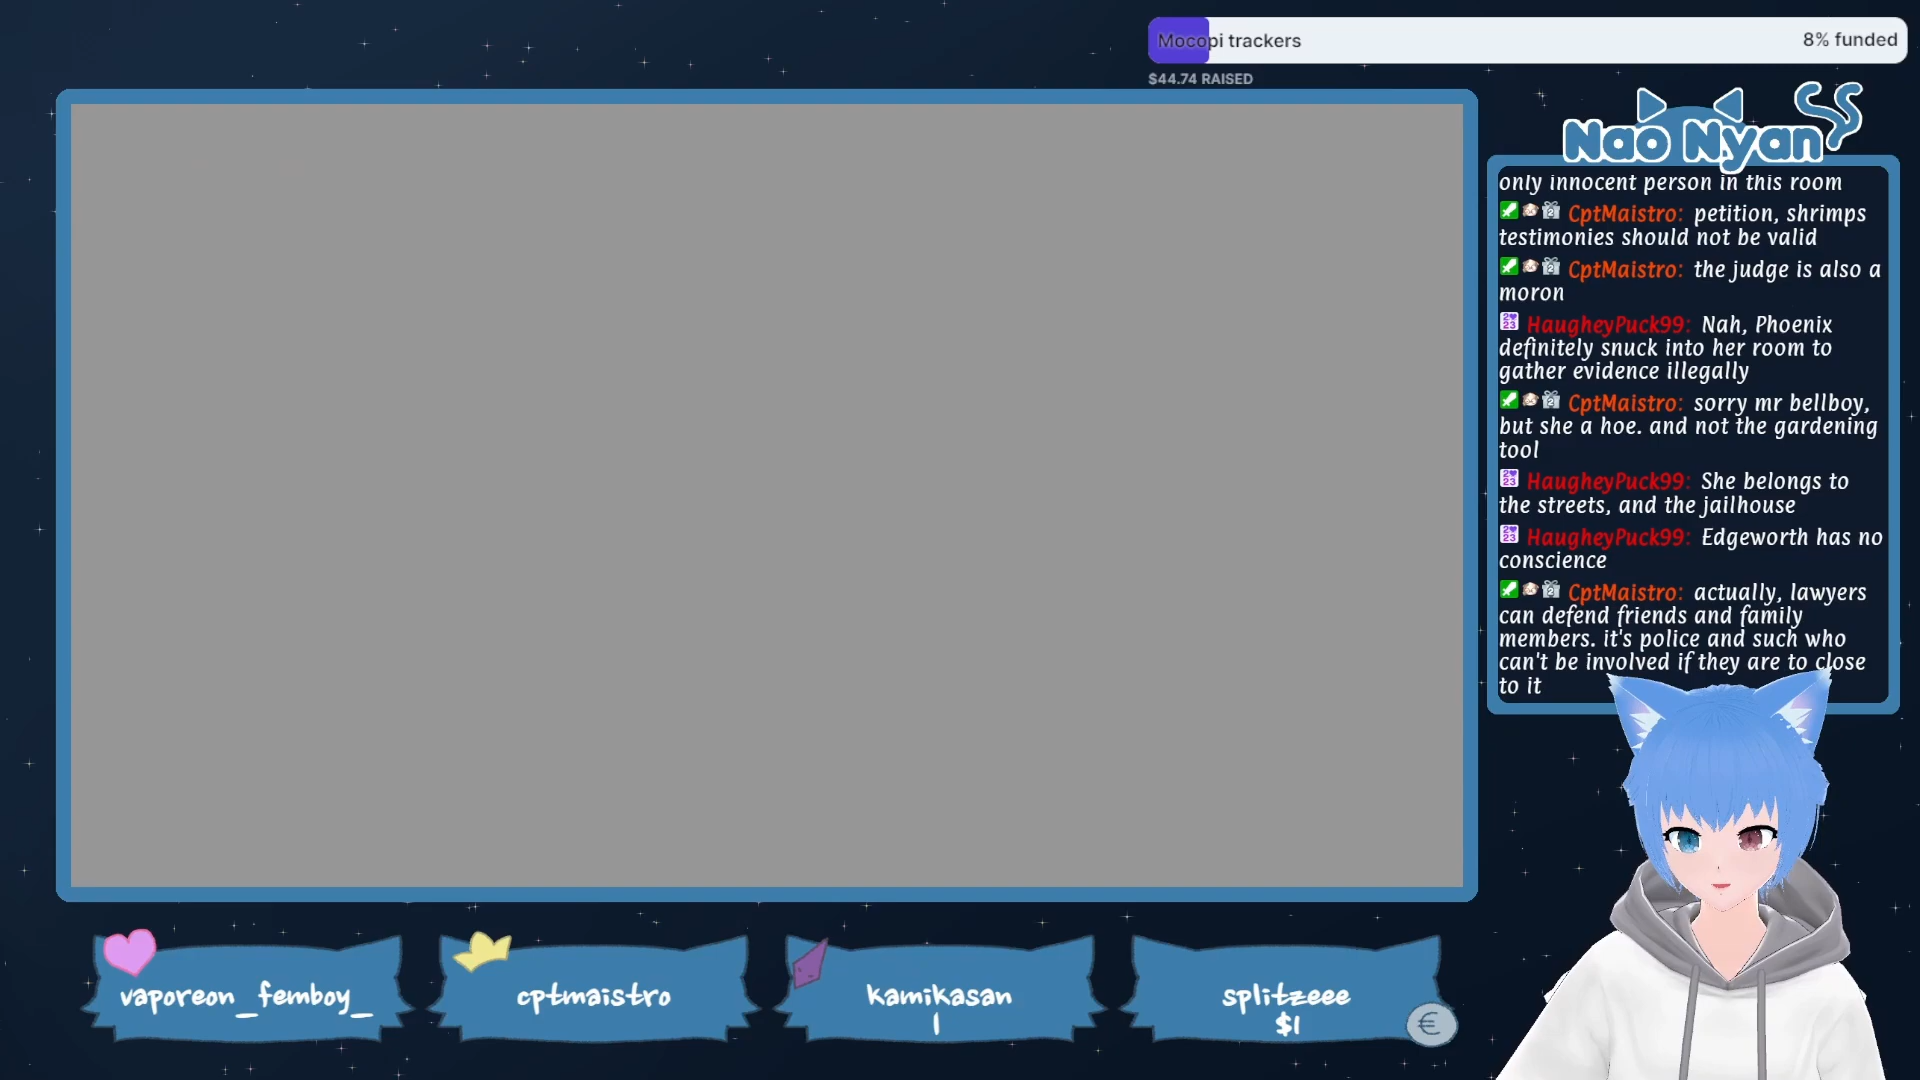 Mocopi trackers
8% funded
$44.74 RAISED
Nao Nyan
only innocent person in this room
CptMaistro: petition, shrimps
testimonies should not be valid
CptMaistro: the judge is also a
moron
HaugheyPuck99: Nah, Phoenix
definitely snuck into her room to
gather evidence illegally
CptMaistro: sorry mr bellboy,
but she a hoe. and not the gardening
tool
HaugheyPuck99: She belongs to
the streets, and the jailhouse
HaugheyPuck99: Edgeworth has no
conscience
CptMaistro: actually, lawyers
can defend friends and family
members. it's police and such who
can't be involved if they are to close
to it
vaporeon_femboy_
cptmaistro
kamikasan
1
splitzeee
$1
€